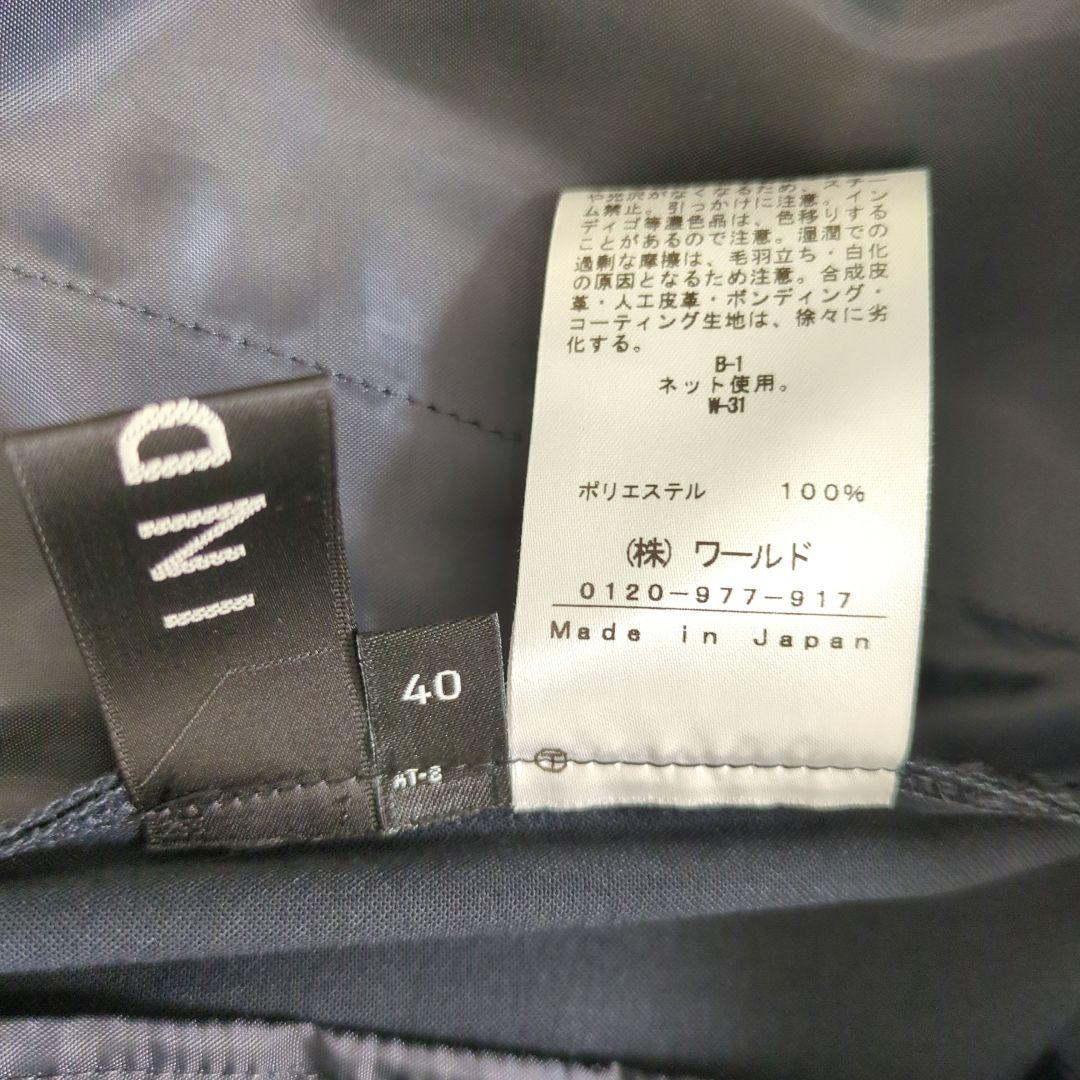 IND
40
AT-8
や光沢がなくなるため、スチー
ム禁止。引っかけに注意。イン
ディゴ等濃色品は、色移りする
ことがあるので注意。湿潤での
過剰な摩擦は、毛羽立ち・白化
の原因となるため注意。合成皮
革・人工皮革・ボンディング・
コーティング生地は、徐々に劣
化する。
B-1
ネット使用。
W-31
ポリエステル 100%
(株) ワールド
0120-977-917
Made in Japan